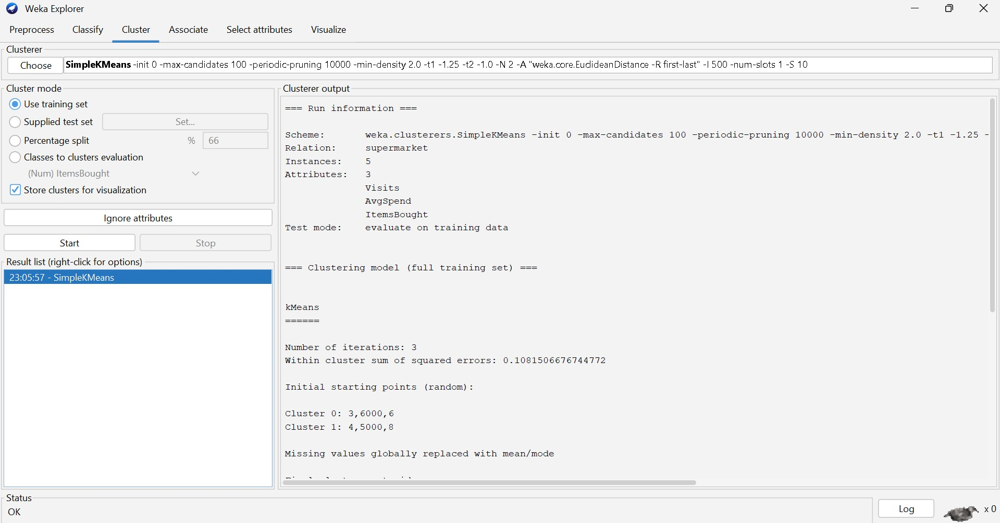 Weka Explorer
Preprocess Classify Cluster Associate Select attributes Visualize
Clusterer
Choose SimpleKMeans -init 0 -max-candidates 100 -periodic-pruning 10000 -min-density 2.0 -t1 -1.25 -t2 -1.0 -N 2 -A "weka.core.EuclideanDistance -R first-last" -I 500 -num-slots 1 -S 10
Cluster mode
Use training set
Supplied test set Set...
Percentage split % 66
Classes to clusters evaluation
(Num) ItemsBought
Store clusters for visualization
Ignore attributes
Start Stop
Result list (right-click for options)
23:05:57 - SimpleKMeans
Clusterer output
=== Run information ===
Scheme: weka.clusterers.SimpleKMeans -init 0 -max-candidates 100 -periodic-pruning 10000 -min-density 2.0 -t1 -1.25 -
Relation: supermarket
Instances: 5
Attributes: 3
Visits
AvgSpend
ItemsBought
Test mode: evaluate on training data
=== Clustering model (full training set) ===
kMeans
======
Number of iterations: 3
Within cluster sum of squared errors: 0.1081506676744772
Initial starting points (random):
Cluster 0: 3,6000,6
Cluster 1: 4,5000,8
Missing values globally replaced with mean/mode
Status
OK
Log x 0